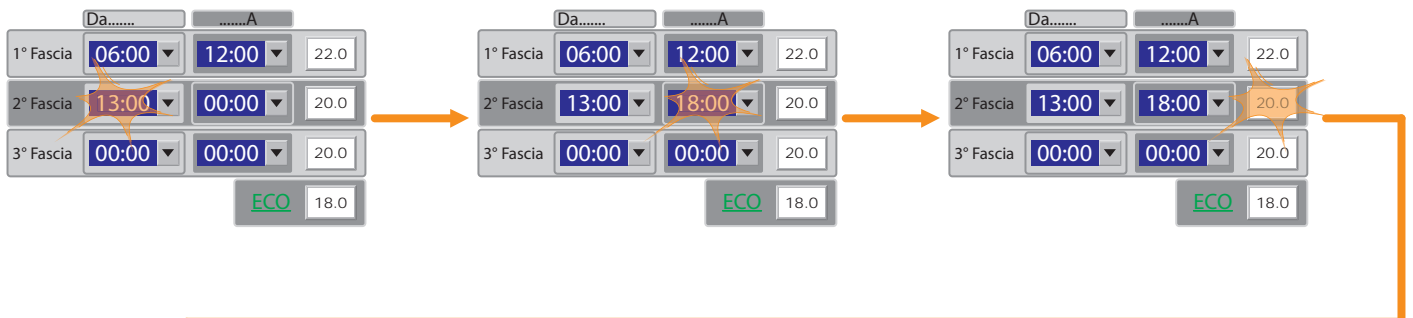 Da....... .......A
1° Fascia 06:00 12:00 22.0
2° Fascia 13:00 00:00 20.0
3° Fascia 00:00 00:00 20.0
ECO 18.0
Da....... .......A
1° Fascia 06:00 12:00 22.0
2° Fascia 13:00 18:00 20.0
3° Fascia 00:00 00:00 20.0
ECO 18.0
Da....... .......A
1° Fascia 06:00 12:00 22.0
2° Fascia 13:00 18:00 20.0
3° Fascia 00:00 00:00 20.0
ECO 18.0